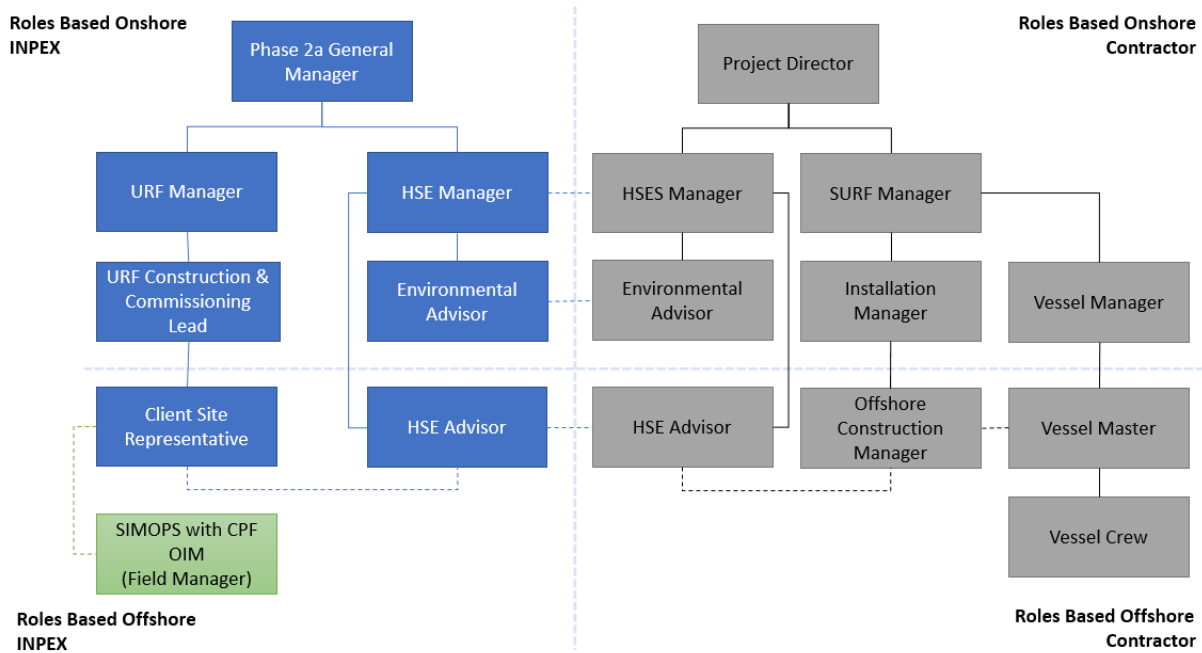 Roles Based Onshore
INPEX
Roles Based Onshore
Contractor
Phase 2a General
Manager
Project Director
URF Manager
HSE Manager
HSES Manager
SURF Manager
URF Construction &
Commissioning
Lead
Environmental
Advisor
Environmental
Advisor
Installation
Manager
Vessel Manager
Client Site
Representative
HSE Advisor
HSE Advisor
Offshore
Construction
Manager
Vessel Master
SIMOPS with CPF
OIM
(Field Manager)
Vessel Crew
Roles Based Offshore
INPEX
Roles Based Offshore
Contractor